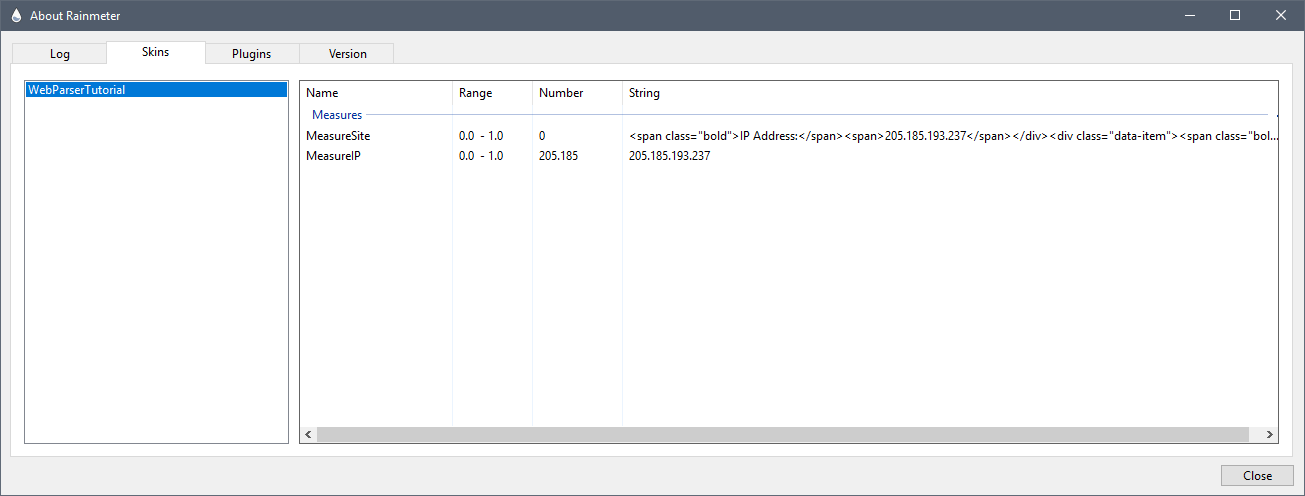 About Rainmeter
Log Skins Plugins Version
WebParserTutorial
Name Range Number String
Measures
MeasureSite 0.0 - 1.0 0 <span class="bold">IP Address:</span><span>205.185.193.237</span></div><div class="data-item"><span class="bol...
MeasureIP 0.0 - 1.0 205.185 205.185.193.237
Close